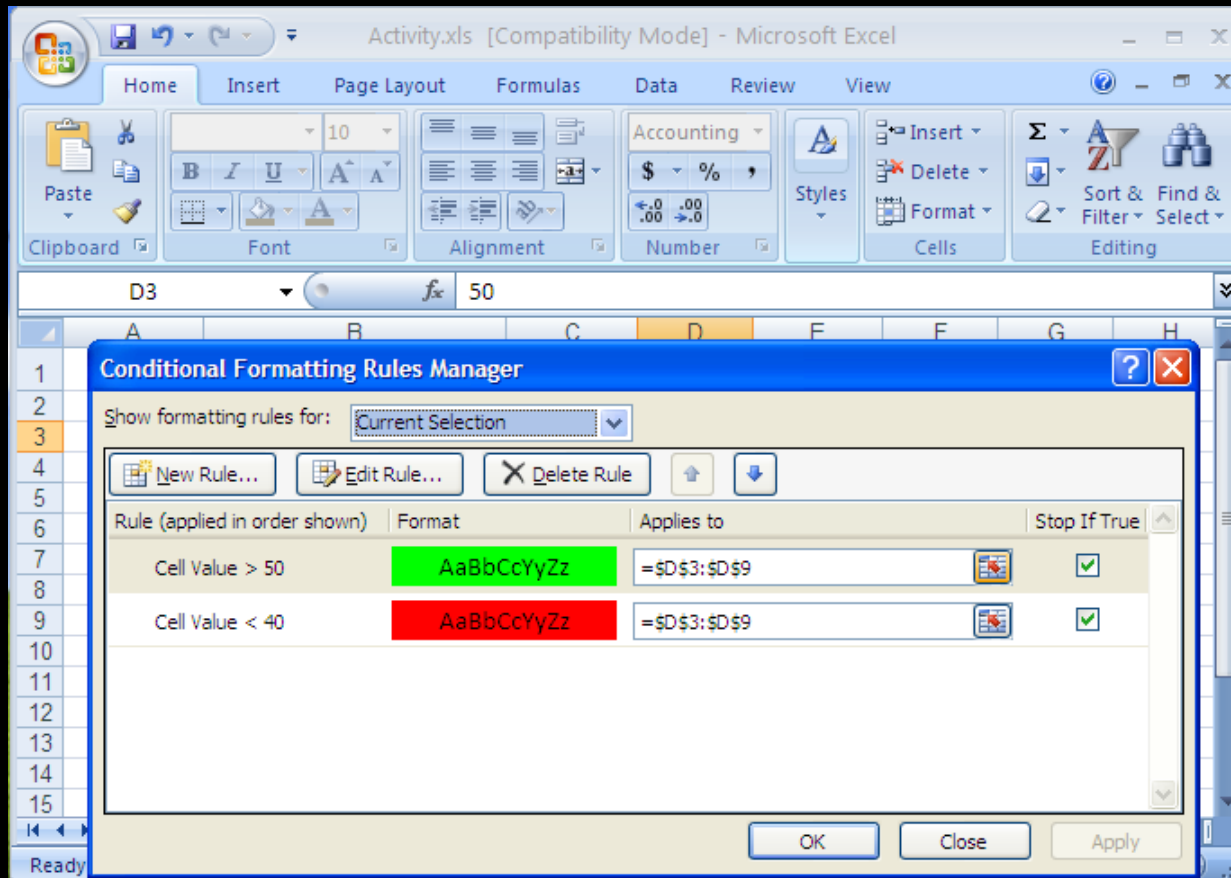 Activity.xls [Compatibility Mode] - Microsoft Excel
Home Insert Page Layout Formulas Data Review View
10 Accounting
B I U A A $ % ,
Paste Styles
Insert
Delete
Format
Σ
A Z
Sort & Filter Find & Select
.0 .00 .00 .0
Clipboard Font Alignment Number Cells Editing
D3 fx 50
A B C D E F G H
1
2
3
4
5
6
7
8
9
10
11
12
13
14
15
Conditional Formatting Rules Manager
Show formatting rules for: Current Selection
New Rule... Edit Rule... Delete Rule
Rule (applied in order shown) Format Applies to Stop If True
Cell Value > 50 AaBbCcYyZz =$D$3:$D$9
Cell Value < 40 AaBbCcYyZz =$D$3:$D$9
OK Close Apply
Ready